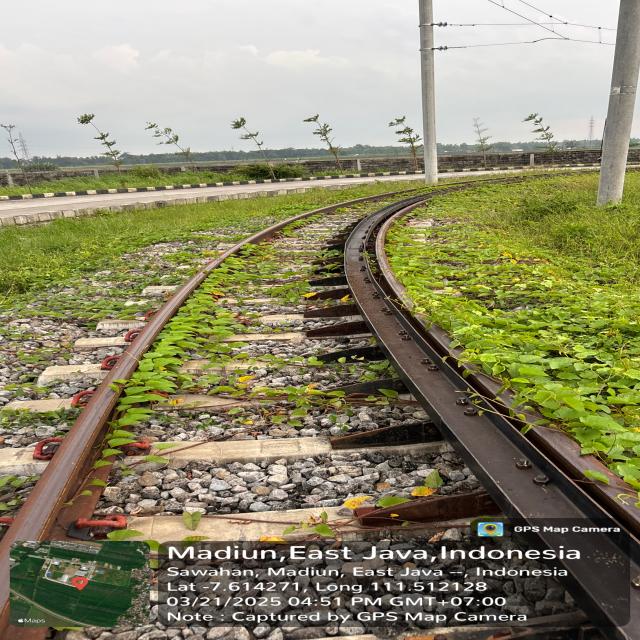 GPS Map Camera
Madiun,East Java,Indonesia
Sawahan, Madiun, East Java –, Indonesia
Lat -7.614271, Long 111.512128
03/21/2025 04:51 PM GMT+07:00
Note : Captured by GPS Map Camera
Maps